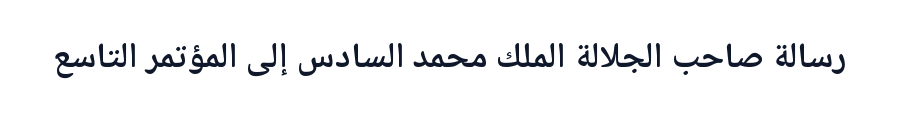 رسالة صاحب الجلالة الملك محمد السادس إلى المؤتمر التاسع